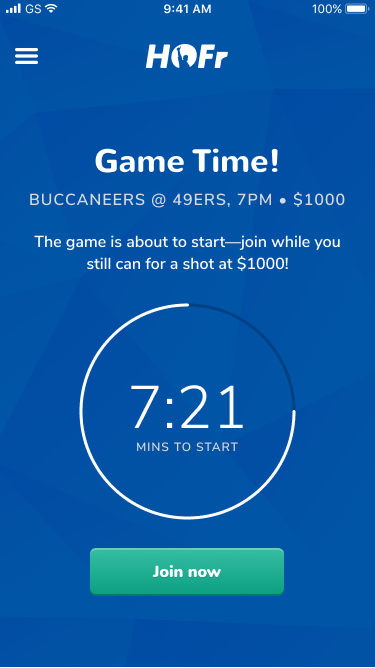 GS 9:41 AM 100%
HOFr
Game Time!
BUCCANEERS @ 49ERS, 7PM • $1000
The game is about to start—join while you
still can for a shot at $1000!
7:21
MINS TO START
Join now